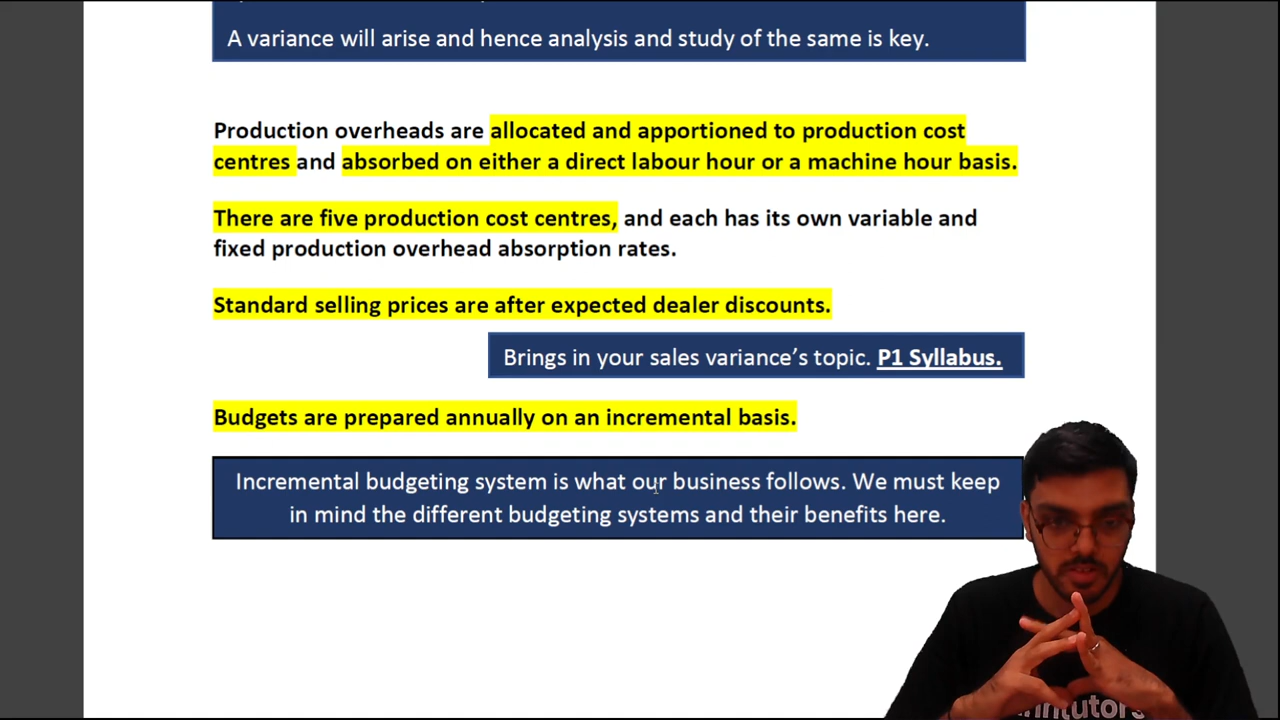 A variance will arise and hence analysis and study of the same is key.
Production overheads are allocated and apportioned to production cost
centres and absorbed on either a direct labour hour or a machine hour basis.
There are five production cost centres, and each has its own variable and
fixed production overhead absorption rates.
Standard selling prices are after expected dealer discounts.
Brings in your sales variance’s topic. P1 Syllabus.
Budgets are prepared annually on an incremental basis.
Incremental budgeting system is what our business follows. We must keep
in mind the different budgeting systems and their benefits here.